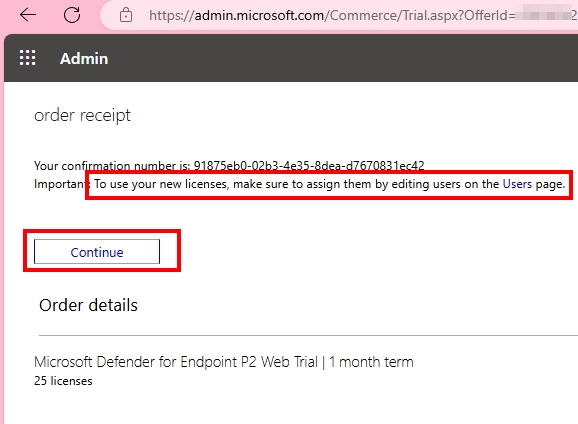 https://admin.microsoft.com/Commerce/Trial.aspx?OfferId=
Admin
order receipt
Your confirmation number is: 91875eb0-02b3-4e35-8dea-d7670831ec42
Important: To use your new licenses, make sure to assign them by editing users on the Users page.
Continue
Order details
Microsoft Defender for Endpoint P2 Web Trial | 1 month term
25 licenses